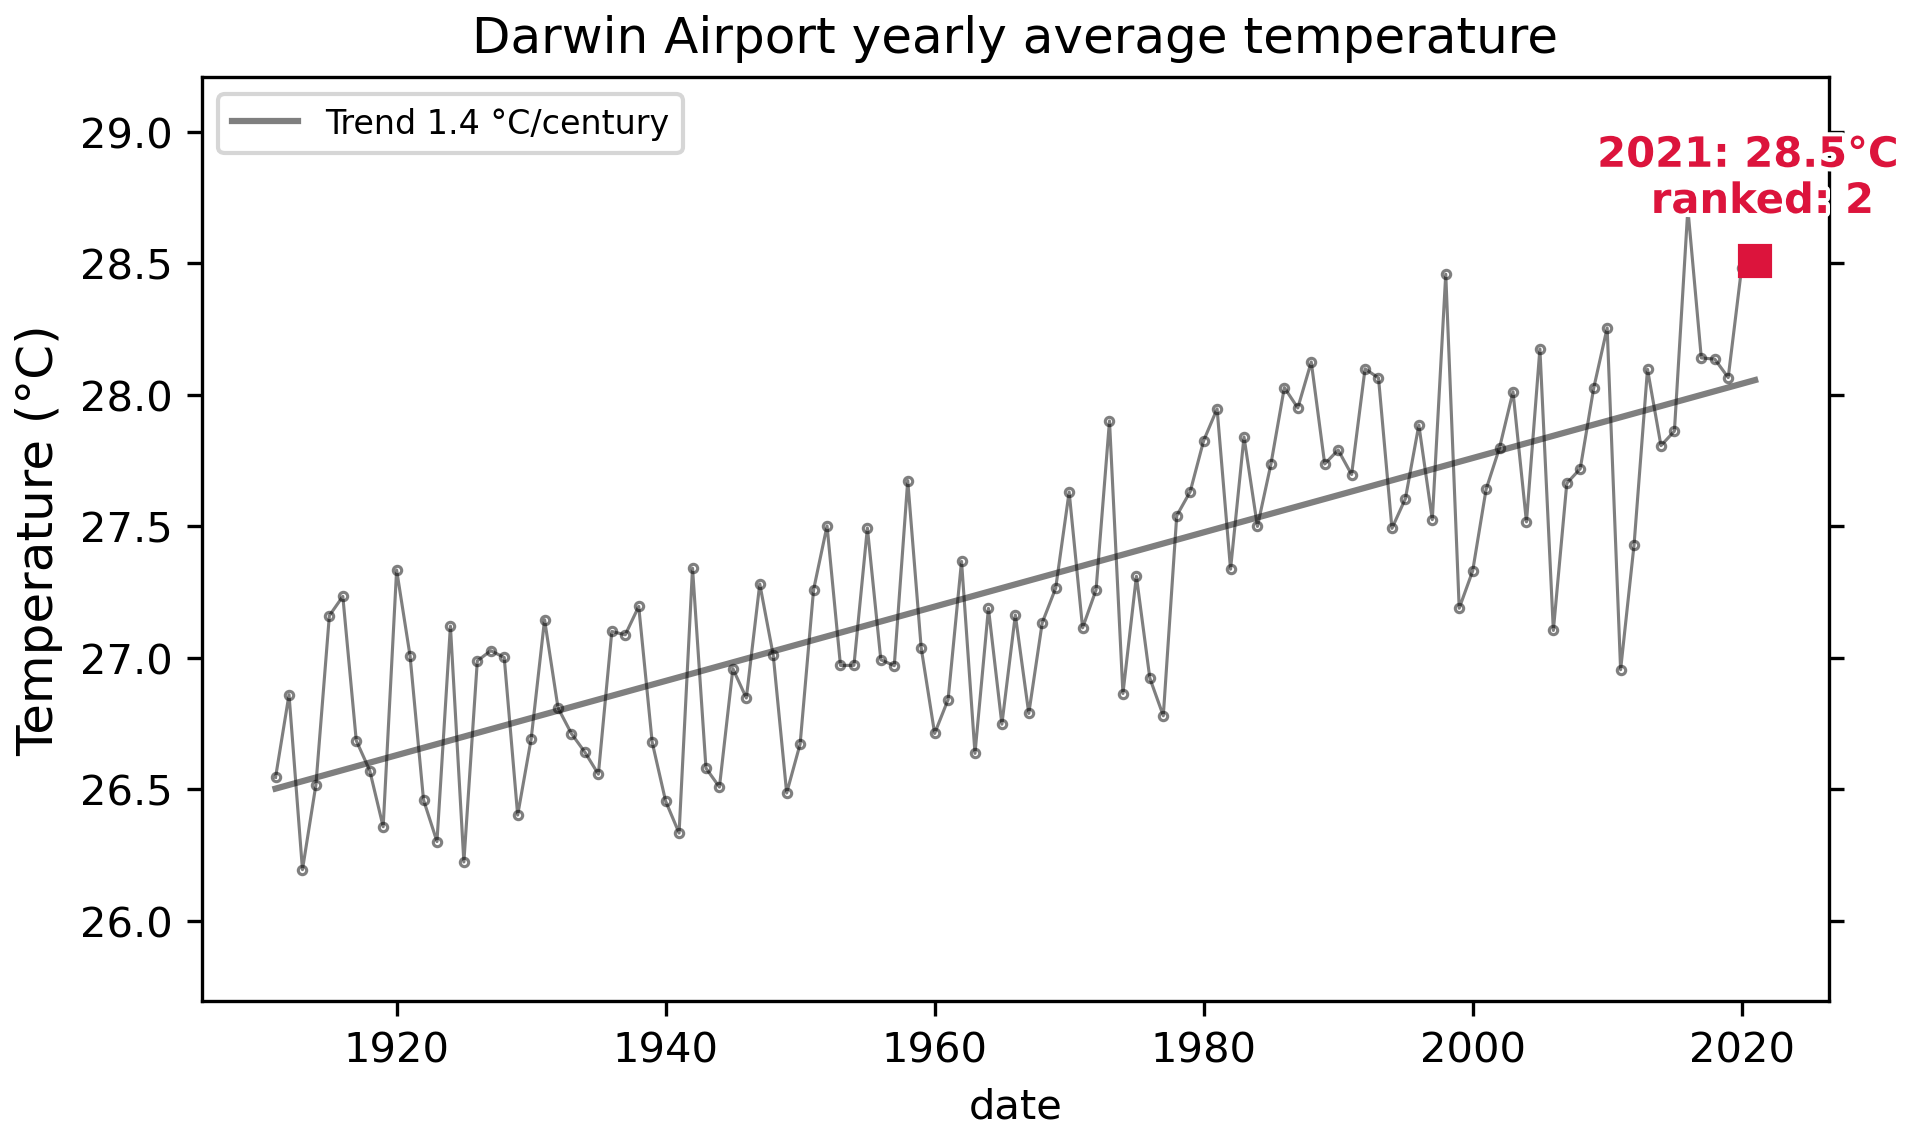 Darwin Airport yearly average temperature
Trend 1.4 °C/century
2021: 28.5°C
ranked: 2
Temperature (°C)
29.0
28.5
28.0
27.5
27.0
26.5
26.0
1920 1940 1960 1980 2000 2020
date